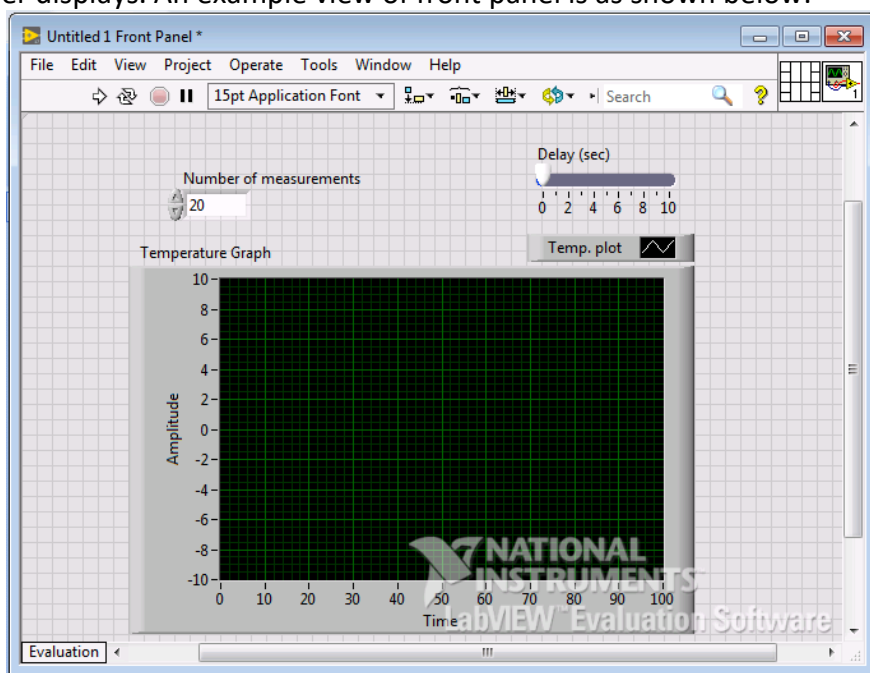 er displays. An example view of front panel is as shown below:
Untitled 1 Front Panel *
File Edit View Project Operate Tools Window Help
15pt Application Font Search 1
Delay (sec)
Number of measurements
20
0 2 4 6 8 10
Temperature Graph
Temp. plot
10
8
6
4
2
0
-2
-4
-6
-8
-10
Amplitude
0 10 20 30 40 50 60 70 80 90 100
Time
NATIONAL
INSTRUMENTS
LabVIEW™ Evaluation Software
Evaluation